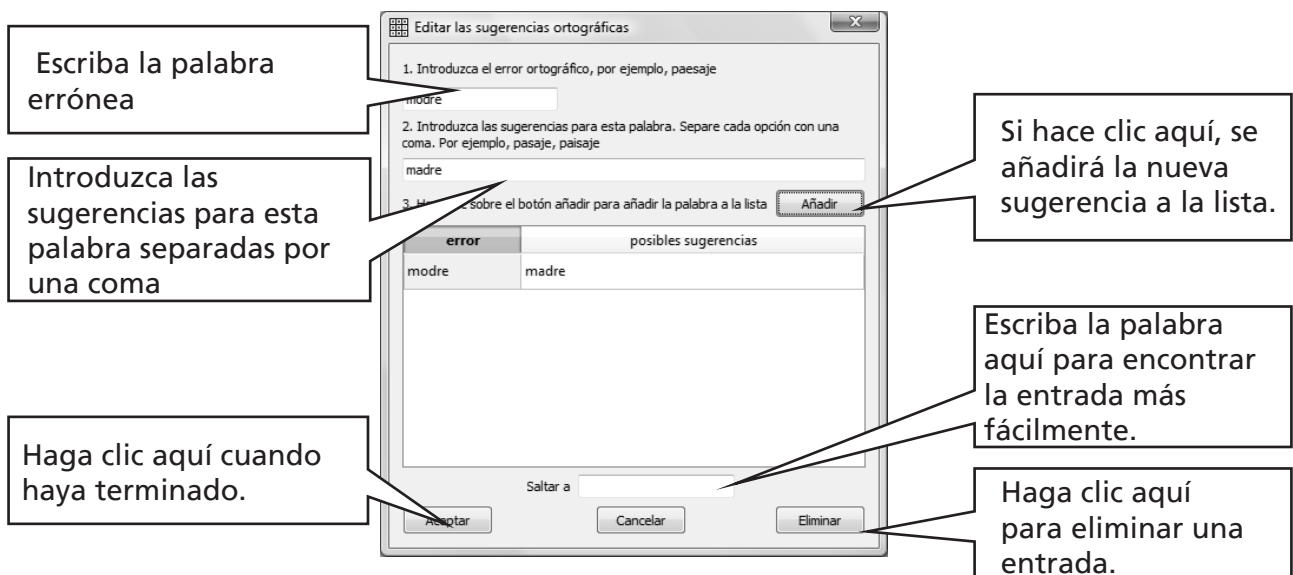 Editar las sugerencias ortográficas
Escriba la palabra
errónea
1. Introduzca el error ortográfico, por ejemplo, paesaje
modre
2. Introduzca las sugerencias para esta palabra. Separe cada opción con una
coma. Por ejemplo, pasaje, paisaje
madre
Introduzca las
sugerencias para esta
palabra separadas por
una coma
Si hace clic aquí, se
añadirá la nueva
sugerencia a la lista.
3. sobre el botón añadir para añadir la palabra a la lista
Añadir
error posibles sugerencias
modre madre
Escriba la palabra
aquí para encontrar
la entrada más
fácilmente.
Haga clic aquí cuando
haya terminado.
Saltar a
Aceptar Cancelar Eliminar
Haga clic aquí
para eliminar una
entrada.